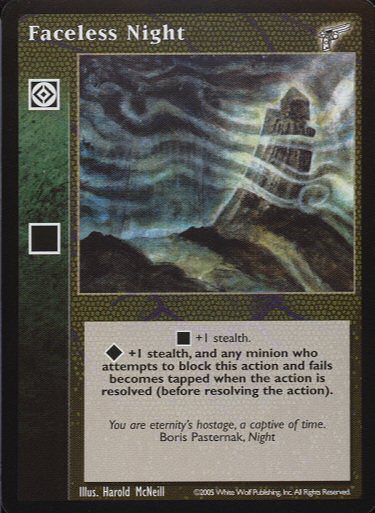 Faceless Night
+1 stealth.
+1 stealth, and any minion who
attempts to block this action and fails
becomes tapped when the action is
resolved (before resolving the action).
You are eternity's hostage, a captive of time.
Boris Pasternak, Night
Illus. Harold McNeill
©2005 White Wolf Publishing, Inc. All Rights Reserved.